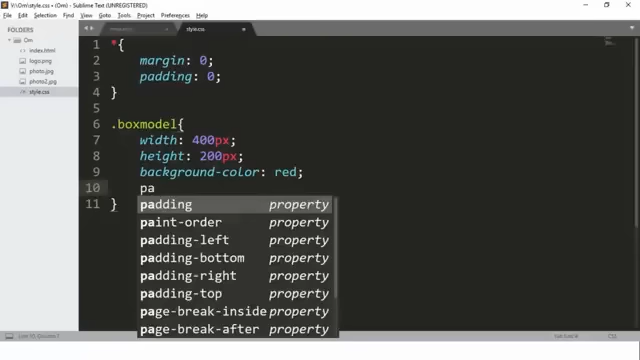 V:\Om\style.css • (Om) - Sublime Text (UNREGISTERED)
File Edit Selection Find View Goto Tools Project Preferences Help
FOLDERS
Om
index.html
logo.png
photo.jpg
photo2.jpg
style.css
style.css
1 *{
2 margin: 0;
3 padding: 0;
4 }
5
6 .boxmodel{
7 width: 400px;
8 height: 200px;
9 background-color: red;
10 pa
11 }
padding property
paint-order property
padding-left property
padding-bottom property
padding-right property
padding-top property
page-break-inside property
page-break-after property
CSS